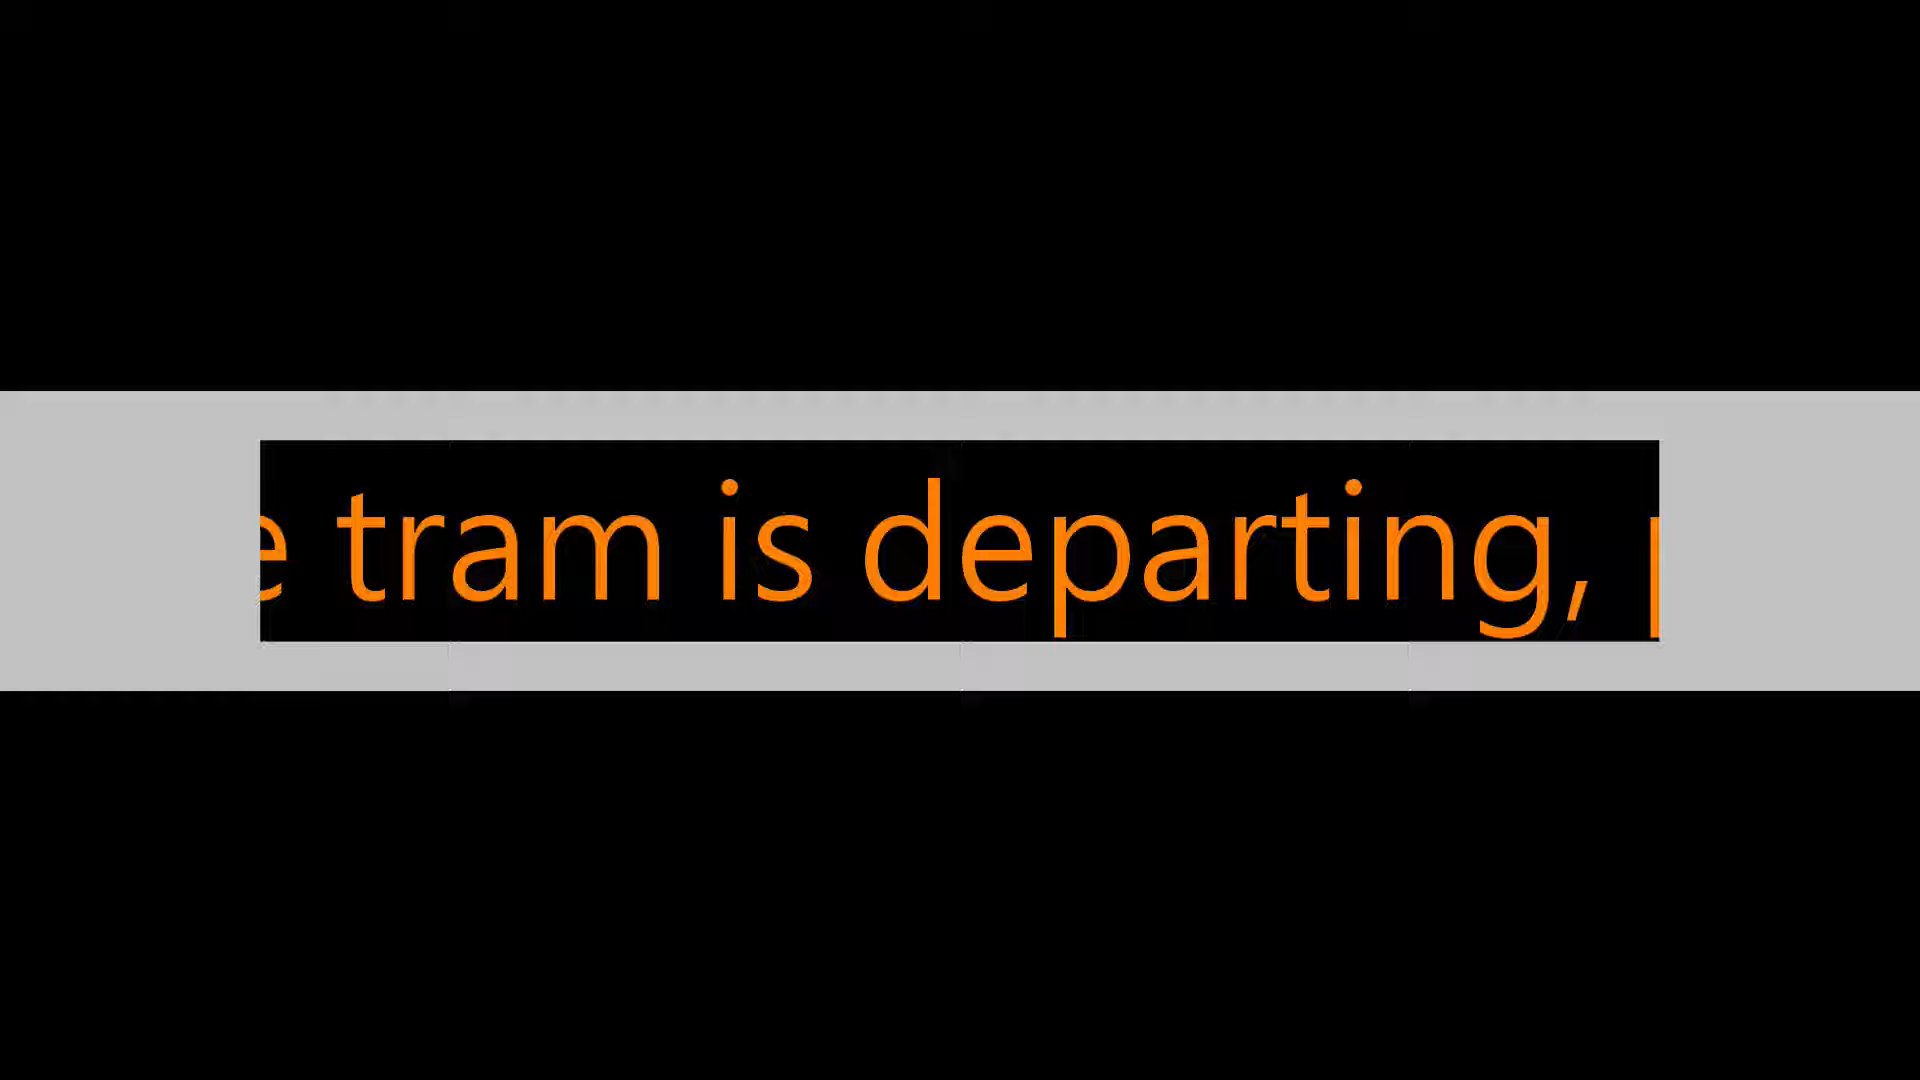 e tram is departing,